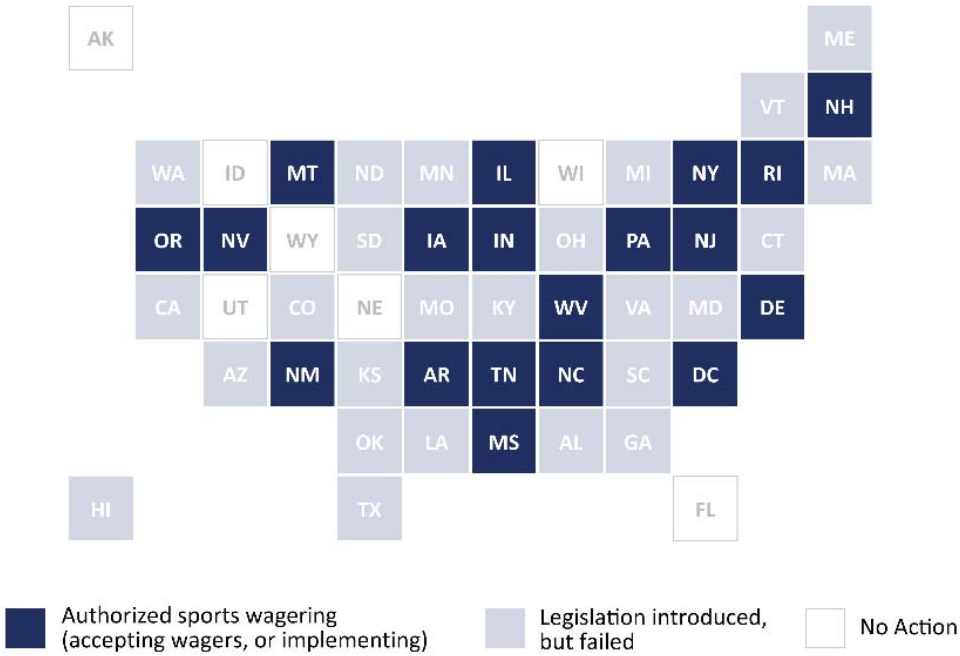 AK ME
VT NH
WA ID MT ND MN IL WI MI NY RI MA
OR NV WY SD IA IN OH PA NJ CT
CA UT CO NE MO KY WV VA MD DE
AZ NM KS AR TN NC SC DC
OK LA MS AL GA
HI TX FL
Authorized sports wagering
(accepting wagers, or implementing)
Legislation introduced,
but failed
No Action